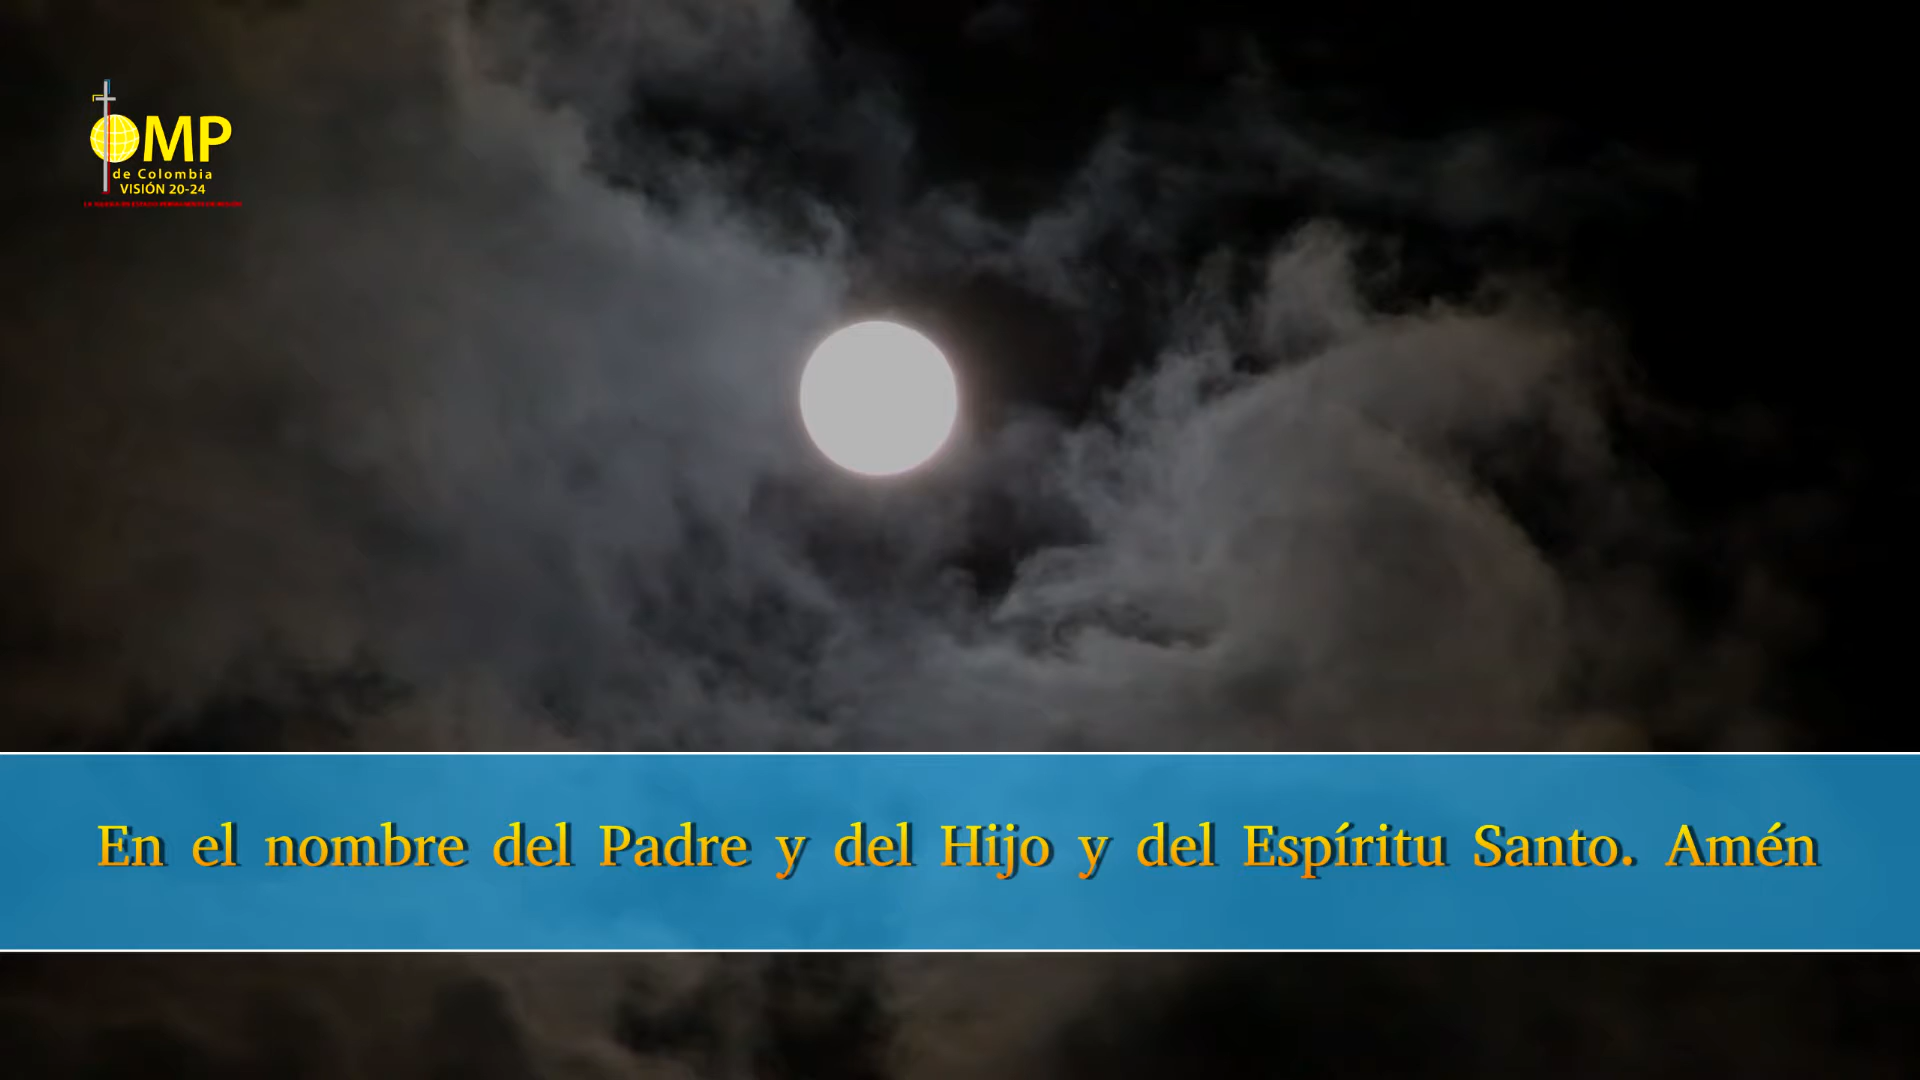 OMP
de Colombia
VISIÓN 20-24
En el nombre del Padre y del Hijo y del Espíritu Santo. Amén